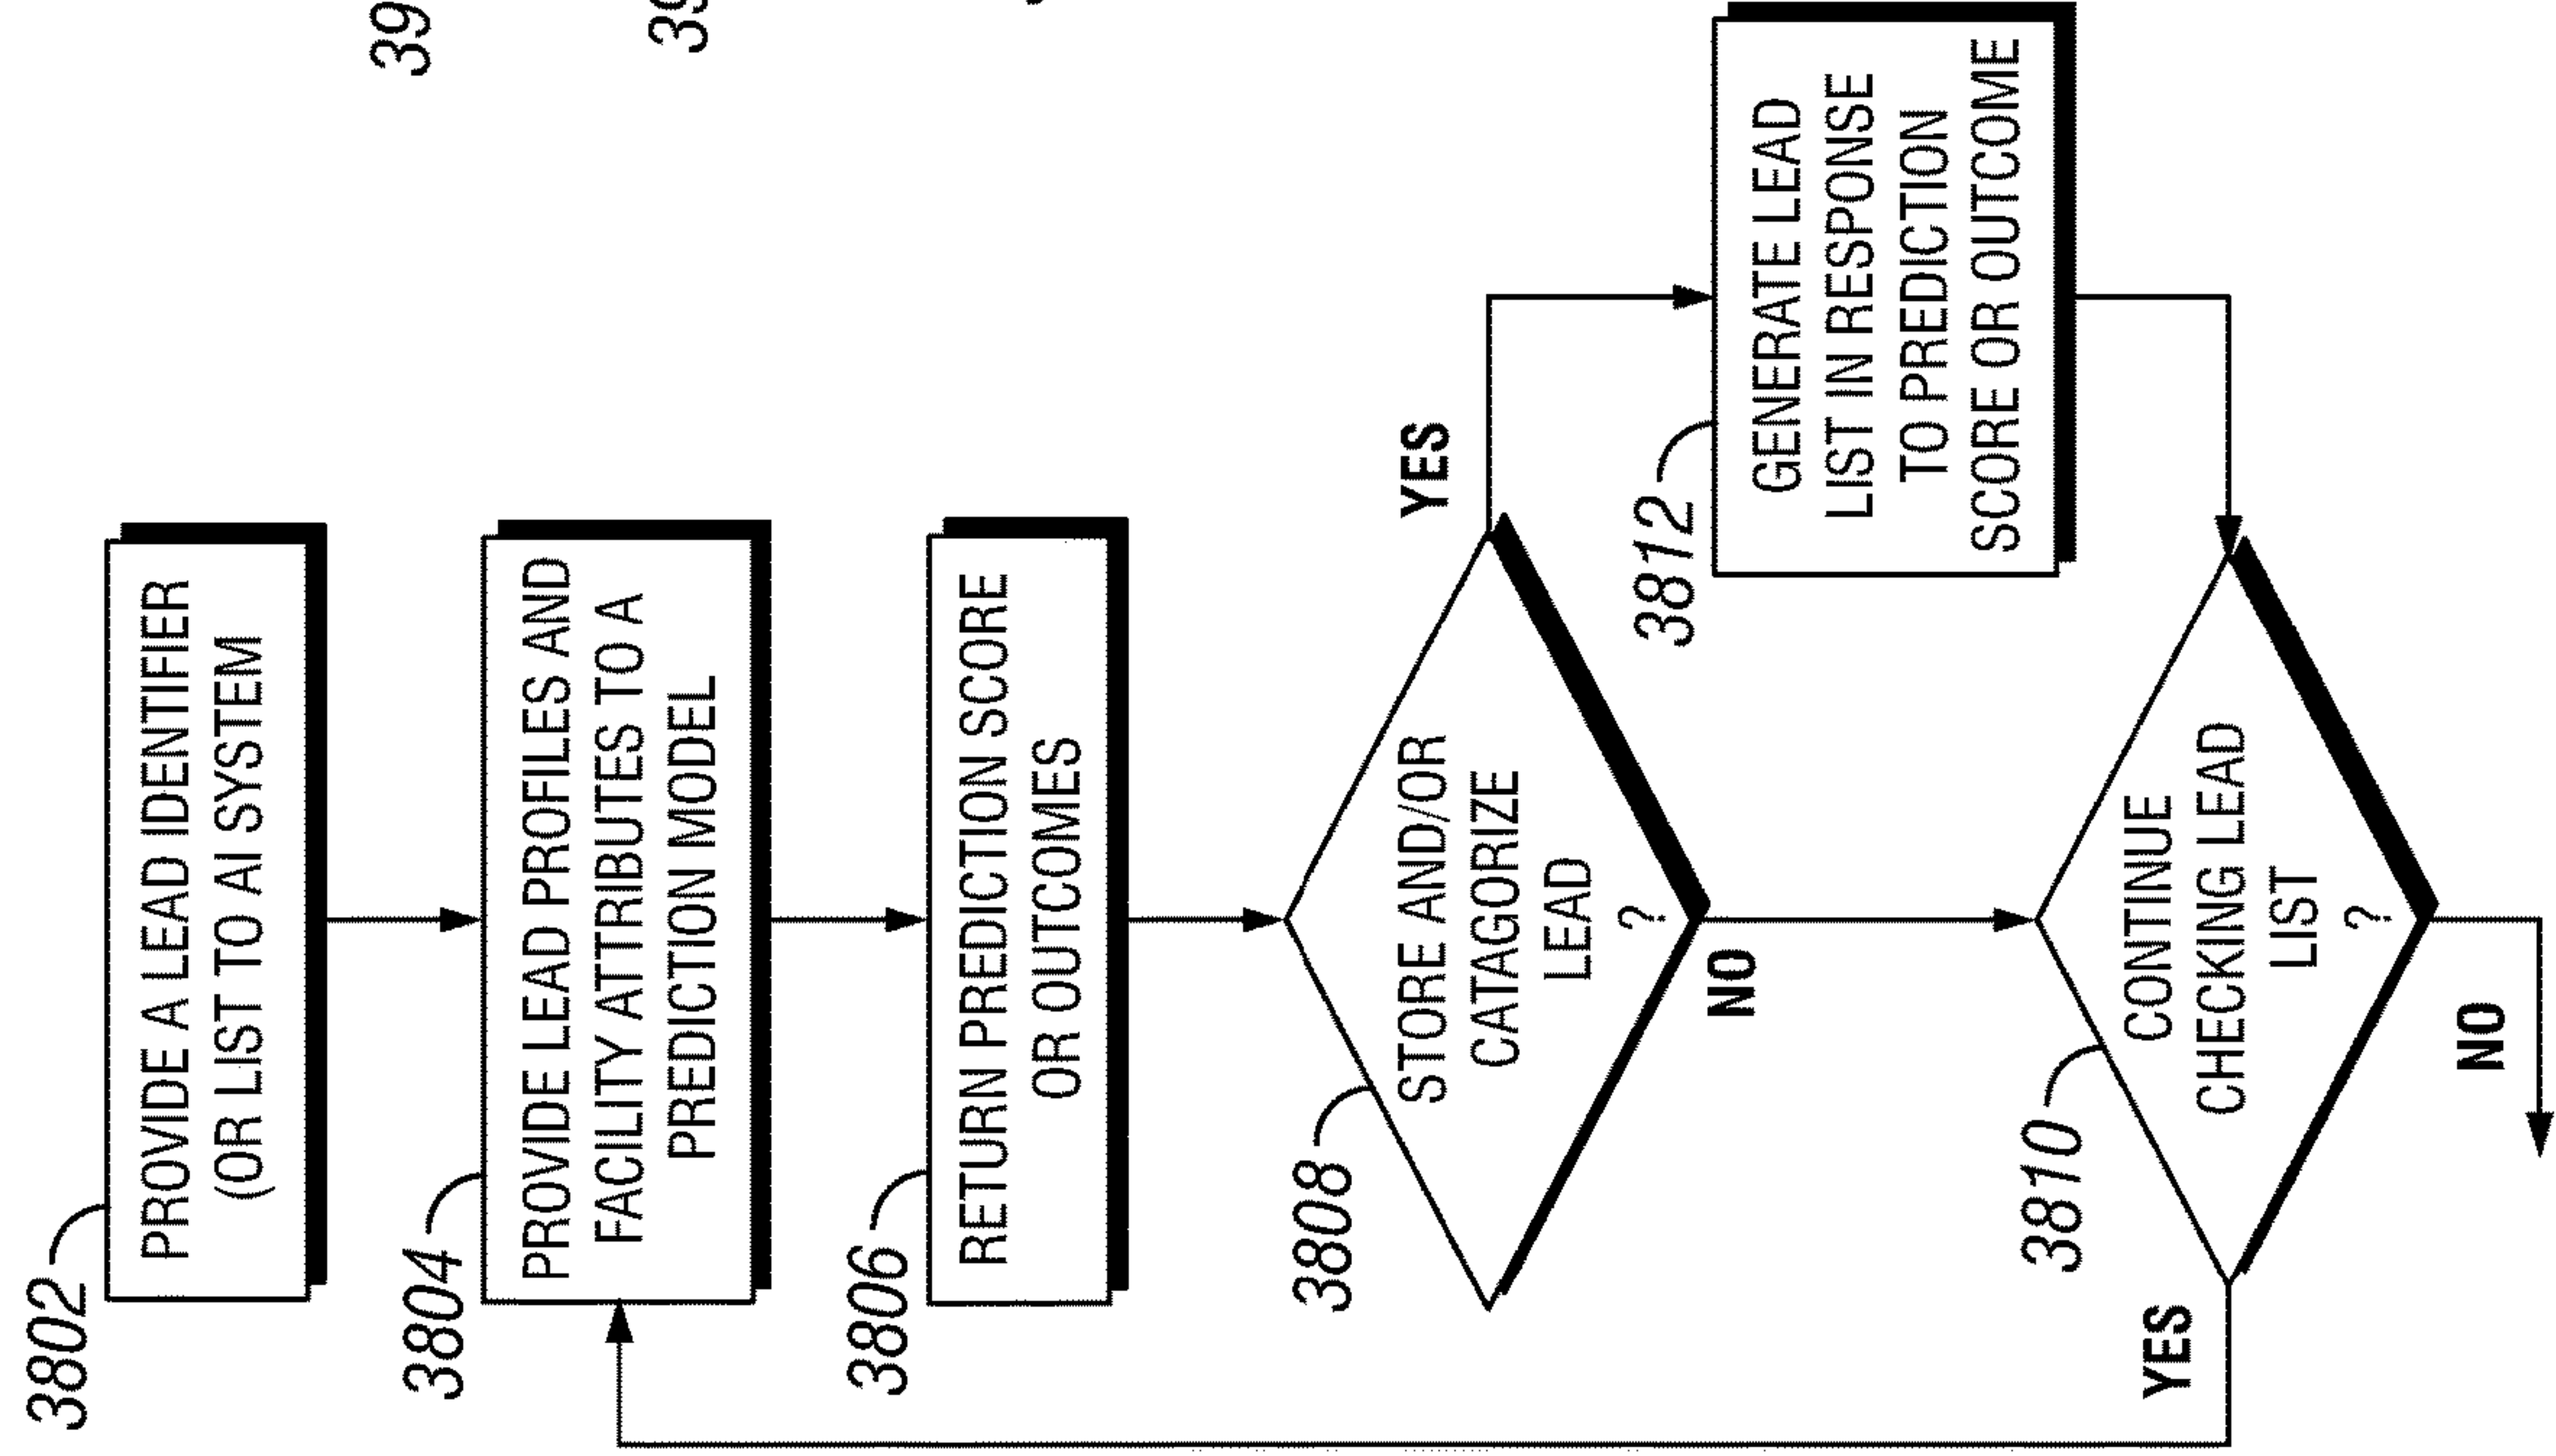 3802
PROVIDE A LEAD IDENTIFIER
(OR LIST TO AI SYSTEM
3804
PROVIDE LEAD PROFILES AND
FACILITY ATTRIBUTES TO A
PREDICTION MODEL
3806
RETURN PREDICTION SCORE
OR OUTCOMES
3808
STORE AND/OR
CATAGORIZE
LEAD
?
YES
NO
3812
GENERATE LEAD
LIST IN RESPONSE
TO PREDICTION
SCORE OR OUTCOME
3810
CONTINUE
CHECKING LEAD
LIST
?
YES
NO
39